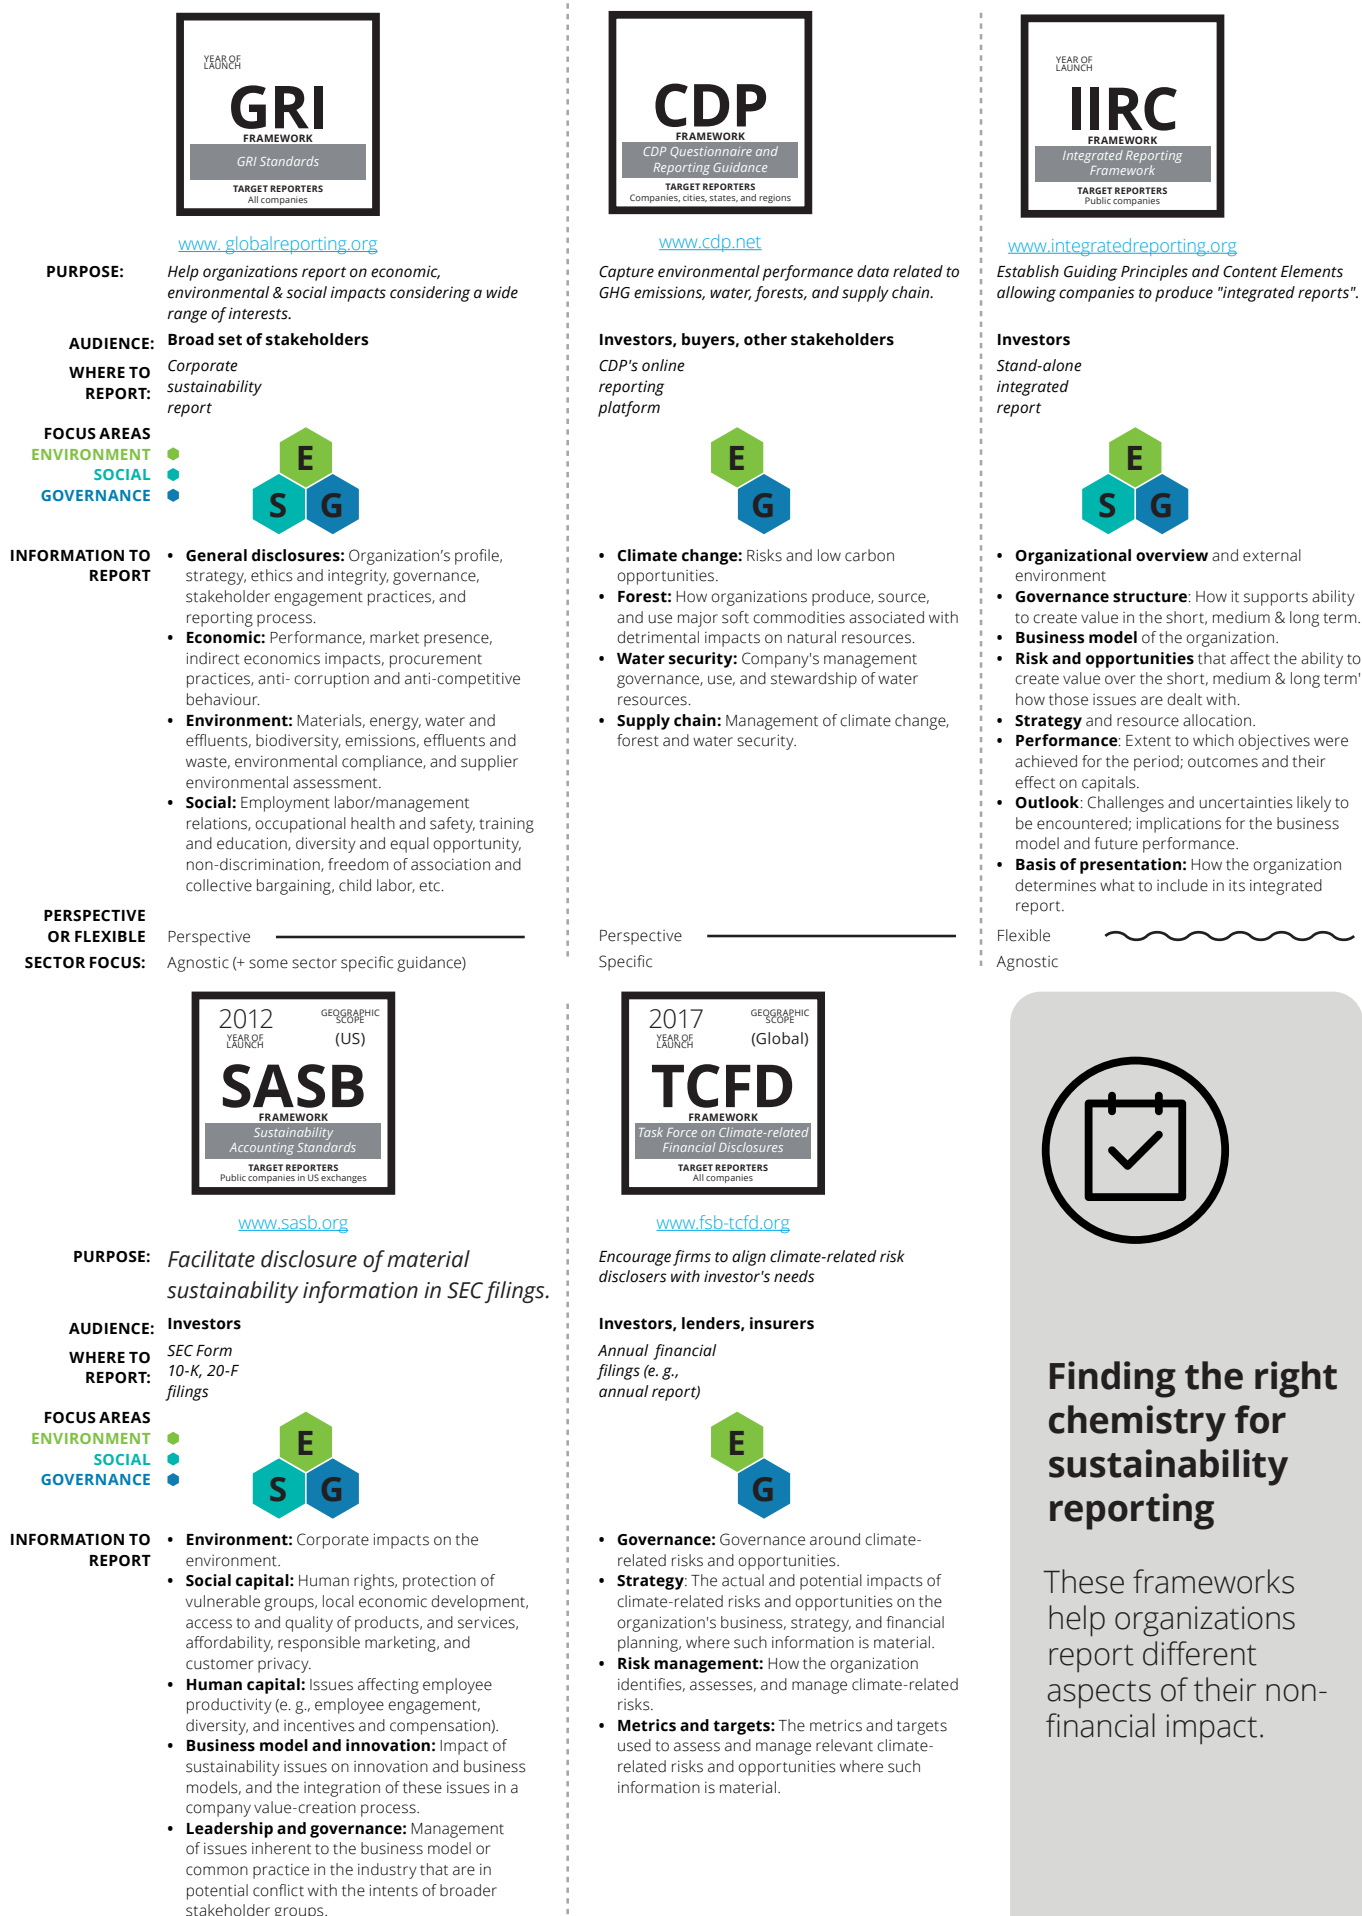 YEAR OF
LAUNCH
GRI
FRAMEWORK
GRI Standards
TARGET REPORTERS
All companies
www. globalreporting.org
CDP
FRAMEWORK
CDP Questionnaire and
Reporting Guidance
TARGET REPORTERS
Companies, cities, states, and regions
www.cdp.net
YEAR OF
LAUNCH
IIRC
FRAMEWORK
Integrated Reporting
Framework
TARGET REPORTERS
Public companies
www.integratedreporting.org
PURPOSE:
Help organizations report on economic,
environmental & social impacts considering a wide
range of interests.
Capture environmental performance data related to
GHG emissions, water, forests, and supply chain.
Establish Guiding Principles and Content Elements
allowing companies to produce "integrated reports".
AUDIENCE:
Broad set of stakeholders
Investors, buyers, other stakeholders
Investors
WHERE TO
REPORT:
Corporate
sustainability
report
CDP's online
reporting
platform
Stand-alone
integrated
report
FOCUS AREAS
ENVIRONMENT
SOCIAL
GOVERNANCE
E
S G
E
G
E
S G
INFORMATION TO
REPORT
• General disclosures: Organization’s profile,
strategy, ethics and integrity, governance,
stakeholder engagement practices, and
reporting process.
• Economic: Performance, market presence,
indirect economics impacts, procurement
practices, anti- corruption and anti-competitive
behaviour.
• Environment: Materials, energy, water and
effluents, biodiversity, emissions, effluents and
waste, environmental compliance, and supplier
environmental assessment.
• Social: Employment labor/management
relations, occupational health and safety, training
and education, diversity and equal opportunity,
non-discrimination, freedom of association and
collective bargaining, child labor, etc.
• Climate change: Risks and low carbon
opportunities.
• Forest: How organizations produce, source,
and use major soft commodities associated with
detrimental impacts on natural resources.
• Water security: Company's management
governance, use, and stewardship of water
resources.
• Supply chain: Management of climate change,
forest and water security.
• Organizational overview and external
environment
• Governance structure: How it supports ability
to create value in the short, medium & long term.
• Business model of the organization.
• Risk and opportunities that affect the ability to
create value over the short, medium & long term'
how those issues are dealt with.
• Strategy and resource allocation.
• Performance: Extent to which objectives were
achieved for the period; outcomes and their
effect on capitals.
• Outlook: Challenges and uncertainties likely to
be encountered; implications for the business
model and future performance.
• Basis of presentation: How the organization
determines what to include in its integrated
report.
PERSPECTIVE
OR FLEXIBLE
Perspective
Perspective
Flexible
SECTOR FOCUS:
Agnostic (+ some sector specific guidance)
Specific
Agnostic
2012
YEAR OF
LAUNCH
GEOGRAPHIC
SCOPE
(US)
SASB
FRAMEWORK
Sustainability
Accounting Standards
TARGET REPORTERS
Public companies in US exchanges
www.sasb.org
2017
YEAR OF
LAUNCH
GEOGRAPHIC
SCOPE
(Global)
TCFD
FRAMEWORK
Task Force on Climate-related
Financial Disclosures
TARGET REPORTERS
All companies
www.fsb-tcfd.org
PURPOSE:
Facilitate disclosure of material
sustainability information in SEC filings.
Encourage firms to align climate-related risk
disclosers with investor's needs
AUDIENCE:
Investors
Investors, lenders, insurers
WHERE TO
REPORT:
SEC Form
10-K, 20-F
filings
Annual financial
filings (e. g.,
annual report)
FOCUS AREAS
ENVIRONMENT
SOCIAL
GOVERNANCE
E
S G
E
G
INFORMATION TO
REPORT
• Environment: Corporate impacts on the
environment.
• Social capital: Human rights, protection of
vulnerable groups, local economic development,
access to and quality of products, and services,
affordability, responsible marketing, and
customer privacy.
• Human capital: Issues affecting employee
productivity (e. g., employee engagement,
diversity, and incentives and compensation).
• Business model and innovation: Impact of
sustainability issues on innovation and business
models, and the integration of these issues in a
company value-creation process.
• Leadership and governance: Management
of issues inherent to the business model or
common practice in the industry that are in
potential conflict with the intents of broader
stakeholder groups.
• Governance: Governance around climate-
related risks and opportunities.
• Strategy: The actual and potential impacts of
climate-related risks and opportunities on the
organization's business, strategy, and financial
planning, where such information is material.
• Risk management: How the organization
identifies, assesses, and manage climate-related
risks.
• Metrics and targets: The metrics and targets
used to assess and manage relevant climate-
related risks and opportunities where such
information is material.
Finding the right
chemistry for
sustainability
reporting
These frameworks
help organizations
report different
aspects of their non-
financial impact.